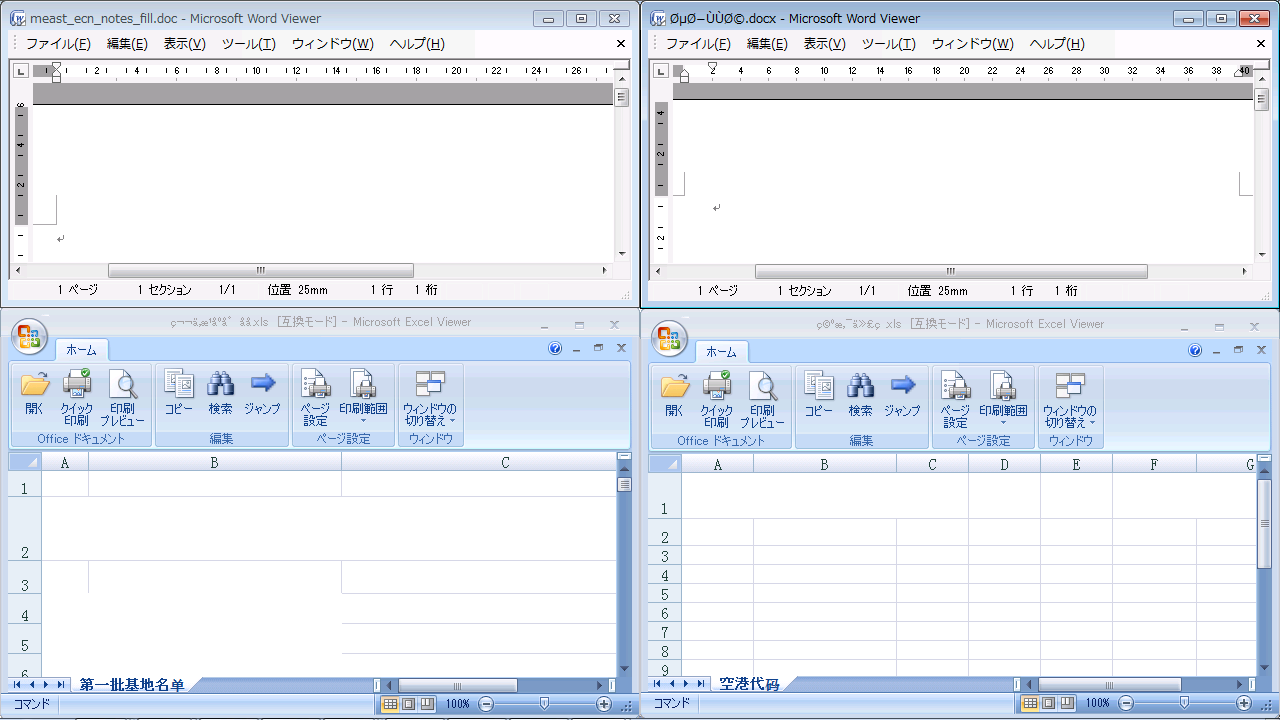 meast_ecn_notes_fill.doc - Microsoft Word Viewer
ファイル(F) 編集(E) 表示(V) ツール(T) ウィンドウ(W) ヘルプ(H)
2 4 6 8 10 12 14 16 18 20 22 24 26
6
4
2
1 ページ 1 セクション 1/1 位置 25mm 1 行 1 桁
ØµØ–ÙÙØ©.docx - Microsoft Word Viewer
ファイル(F) 編集(E) 表示(V) ツール(T) ウィンドウ(W) ヘルプ(H)
2 4 6 8 10 12 14 16 18 20 22 24 26 28 30 32 34 36 38 40
4
2
2
1 ページ 1 セクション 1/1 位置 25mm 1 行 1 桁
.xls [互換モード] - Microsoft Excel Viewer
ホーム
開く クイック印刷 印刷プレビュー コピー 検索 ジャンプ ページ設定 印刷範囲 ウィンドウの切り替え
Office ドキュメント 編集 ページ設定 ウィンドウ
A B C
1
2
3
4
5
6
第一批基地名单
コマンド 100%
xls [互換モード] - Microsoft Excel Viewer
ホーム
開く クイック印刷 印刷プレビュー コピー 検索 ジャンプ ページ設定 印刷範囲 ウィンドウの切り替え
Office ドキュメント 編集 ページ設定 ウィンドウ
A B C D E F G
1
2
3
4
5
6
7
8
9
空港代码
コマンド 100%